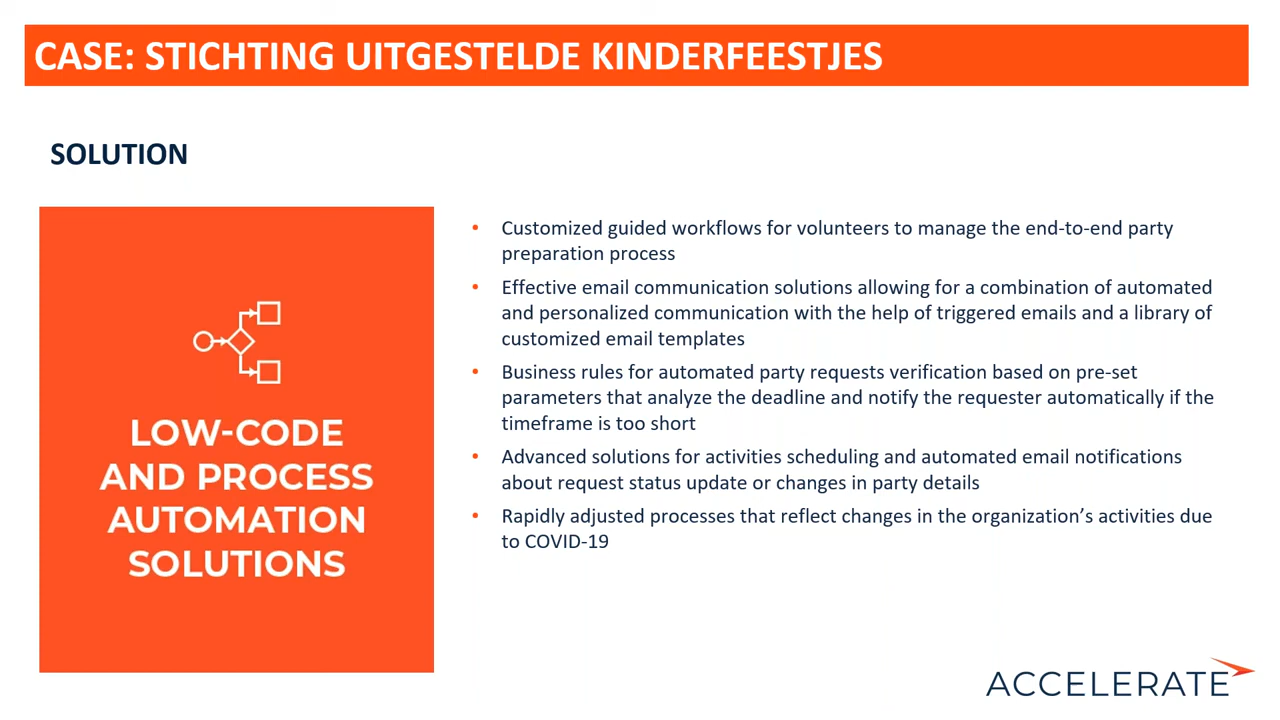 CASE: STICHTING UITGESTELDE KINDERFEESTJES
SOLUTION
LOW-CODE
AND PROCESS
AUTOMATION
SOLUTIONS
• Customized guided workflows for volunteers to manage the end-to-end party
preparation process
• Effective email communication solutions allowing for a combination of automated
and personalized communication with the help of triggered emails and a library of
customized email templates
• Business rules for automated party requests verification based on pre-set
parameters that analyze the deadline and notify the requester automatically if the
timeframe is too short
• Advanced solutions for activities scheduling and automated email notifications
about request status update or changes in party details
• Rapidly adjusted processes that reflect changes in the organization’s activities due
to COVID-19
ACCELERATE